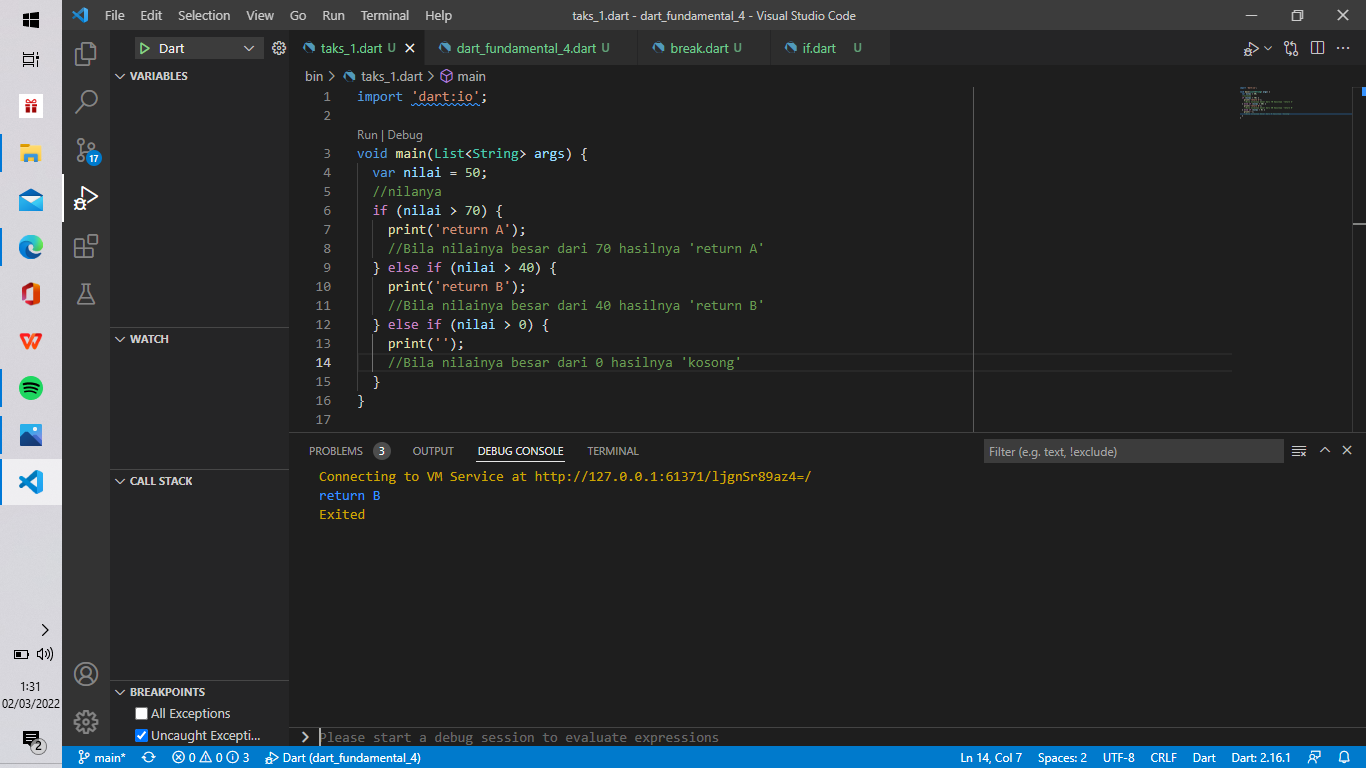 File Edit Selection View Go Run Terminal Help
taks_1.dart - dart_fundamental_4 - Visual Studio Code
Dart
taks_1.dart U
dart_fundamental_4.dart U
break.dart U
if.dart U
VARIABLES
bin > taks_1.dart > main
1 import 'dart:io';
2
Run | Debug
3 void main(List<String> args) {
4 var nilai = 50;
5 //nilanya
6 if (nilai > 70) {
7 print('return A');
8 //Bila nilainya besar dari 70 hasilnya 'return A'
9 } else if (nilai > 40) {
10 print('return B');
11 //Bila nilainya besar dari 40 hasilnya 'return B'
12 } else if (nilai > 0) {
13 print('');
14 //Bila nilainya besar dari 0 hasilnya 'kosong'
15 }
16 }
17
17
WATCH
CALL STACK
BREAKPOINTS
All Exceptions
Uncaught Excepti...
PROBLEMS 3 OUTPUT DEBUG CONSOLE TERMINAL
Filter (e.g. text, !exclude)
Connecting to VM Service at http://127.0.0.1:61371/ljgnSr89az4=/
return B
Exited
Please start a debug session to evaluate expressions
1:31
02/03/2022
2
main* 0 0 3 Dart (dart_fundamental_4)
Ln 14, Col 7 Spaces: 2 UTF-8 CRLF Dart Dart: 2.16.1